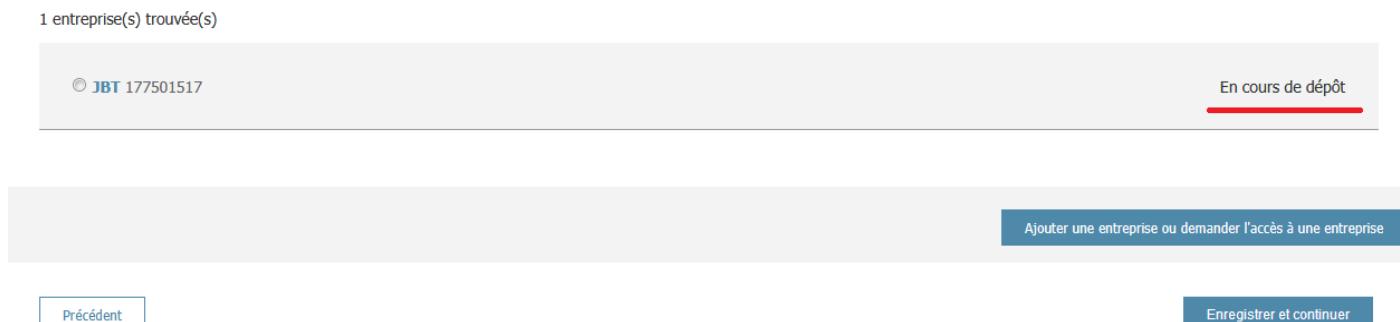 1 entreprise(s) trouvée(s)
JBT 177501517 En cours de dépôt
Ajouter une entreprise ou demander l'accès à une entreprise
Précédent Enregistrer et continuer